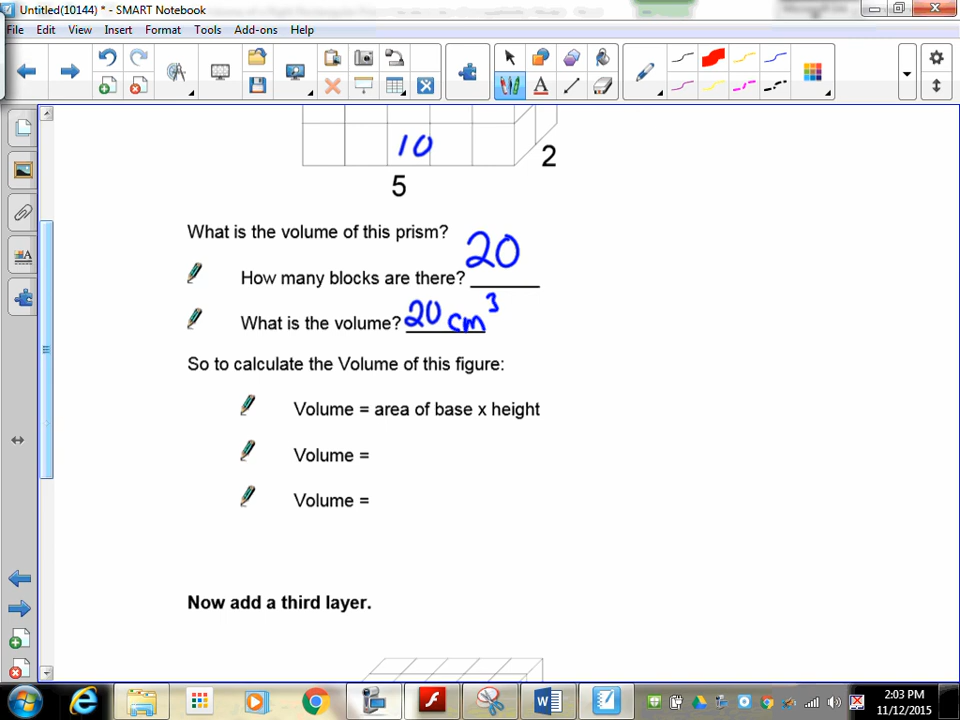 Untitled(10144) * - SMART Notebook
File Edit View Insert Format Tools Add-ons Help
10
2
5
What is the volume of this prism?
How many blocks are there? 20
What is the volume? 20 cm³
So to calculate the Volume of this figure:
Volume = area of base x height
Volume =
Volume =
Now add a third layer.
2:03 PM
11/12/2015